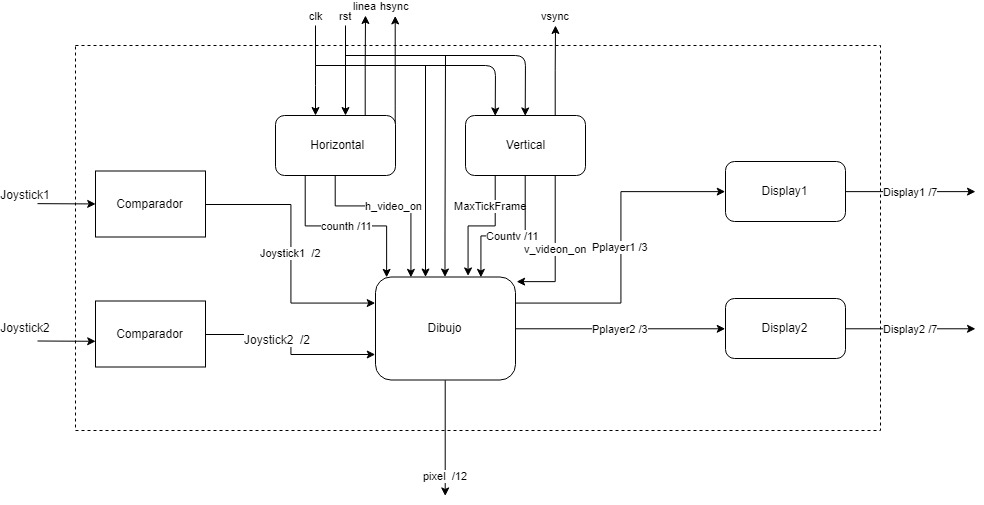 linea hsync
clk
rst
vsync
Horizontal
Vertical
Joystick1
Comparador
h_video_on
counth /11
MaxTickFrame
Countv /11
v_videon_on
Joystick1 /2
Pplayer1 /3
Display1
Display1 /7
Joystick2
Comparador
Joystick2 /2
Dibujo
Pplayer2 /3
Display2
Display2 /7
pixel /12